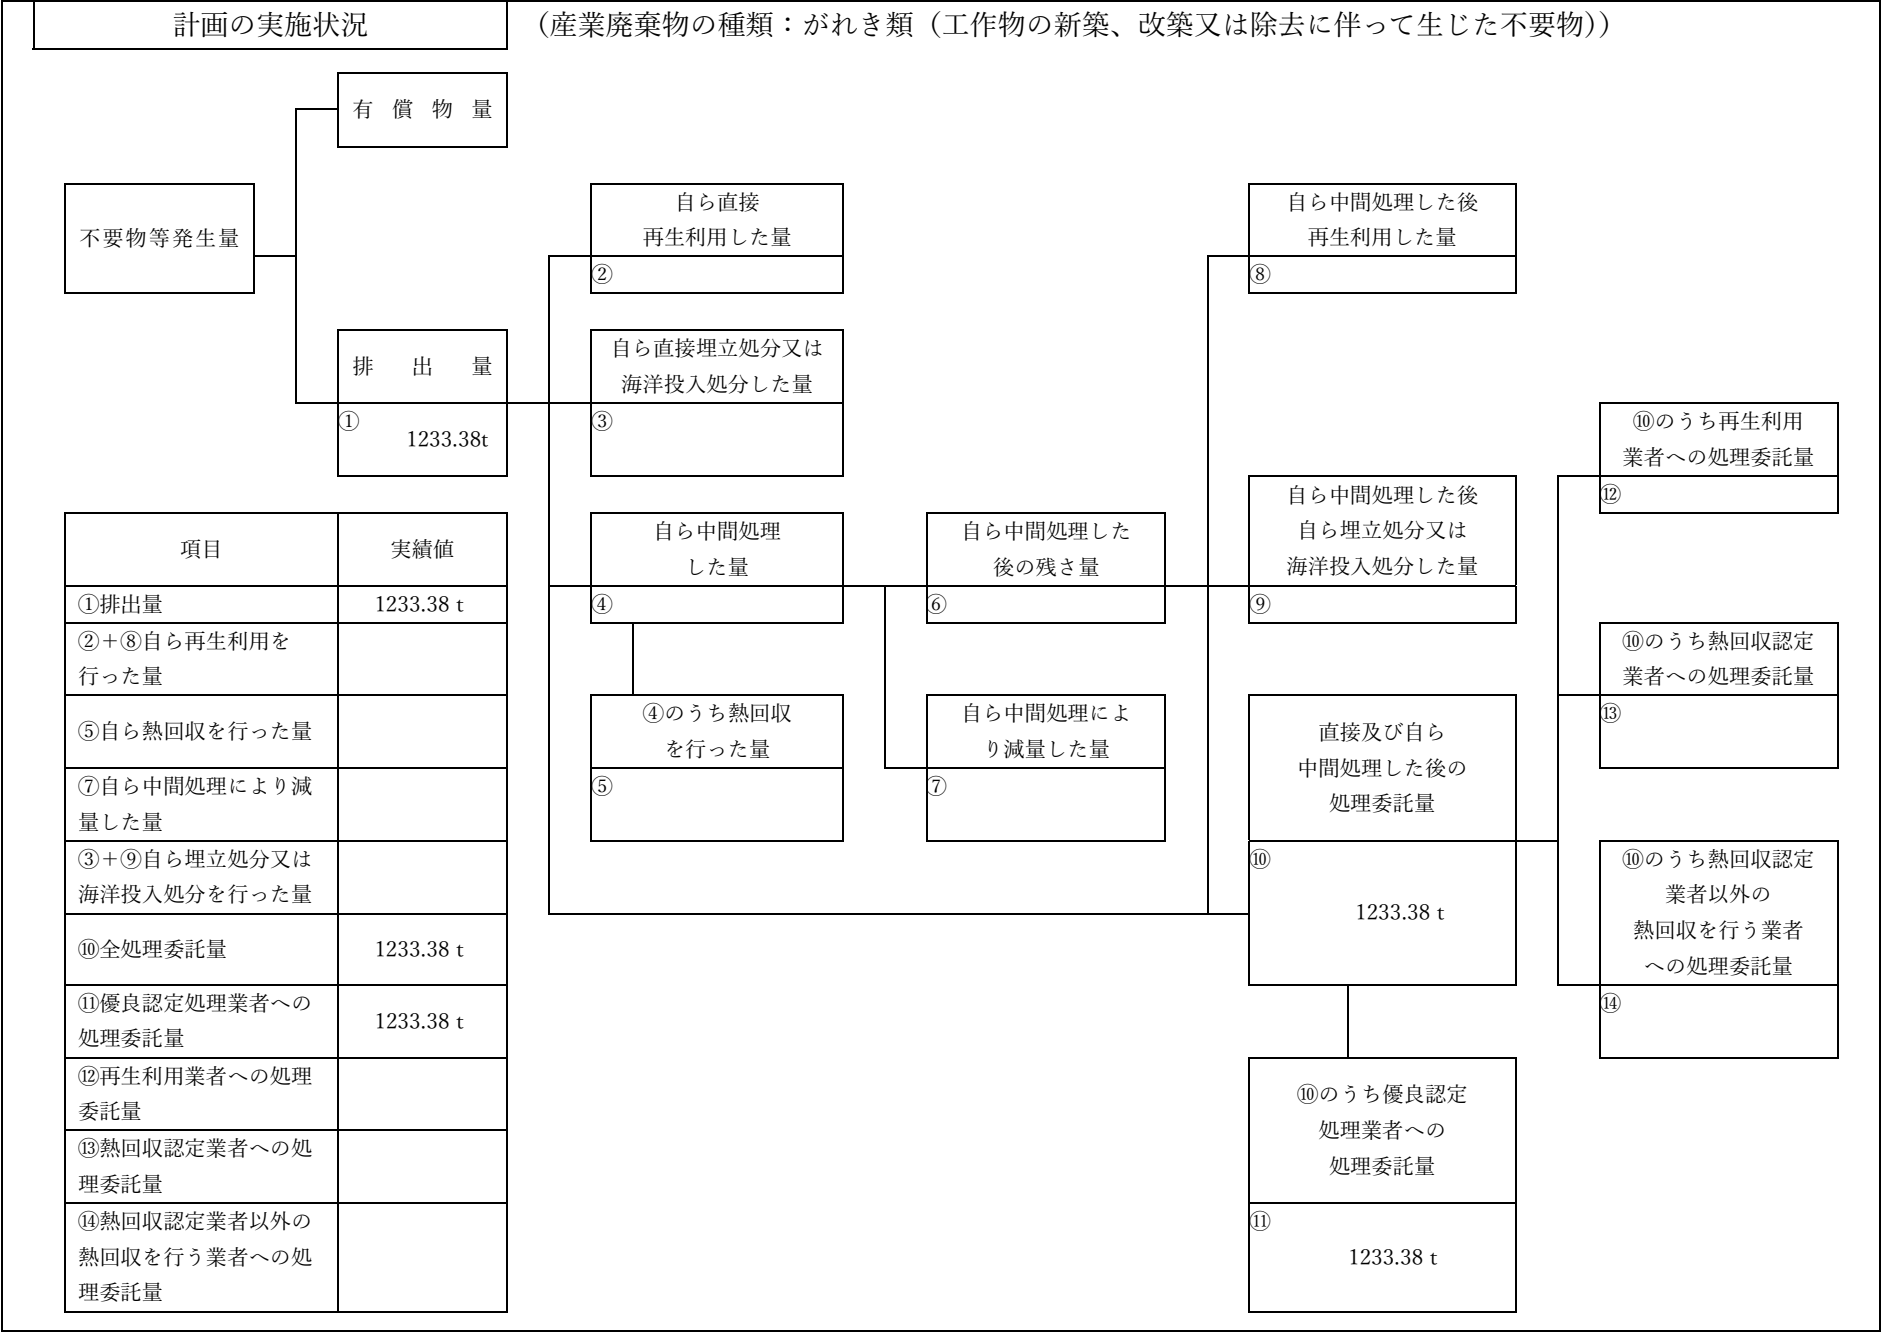 計画の実施状況
（産業廃棄物の種類：がれき類（工作物の新築、改築又は除去に伴って生じた不要物））
有償物量
不要物等発生量
排出量
①
1233.38t
自ら直接
再生利用した量
②
自ら直接埋立処分又は
海洋投入処分した量
③
自ら中間処理
した量
④
④のうち熱回収
を行った量
⑤
自ら中間処理した
後の残さ量
⑥
自ら中間処理によ
り減量した量
⑦
自ら中間処理した後
再生利用した量
⑧
自ら中間処理した後
自ら埋立処分又は
海洋投入処分した量
⑨
直接及び自ら
中間処理した後の
処理委託量
⑩
1233.38 t
⑩のうち優良認定
処理業者への
処理委託量
⑪
1233.38 t
⑩のうち再生利用
業者への処理委託量
⑫
⑩のうち熱回収認定
業者への処理委託量
⑬
⑩のうち熱回収認定
業者以外の
熱回収を行う業者
への処理委託量
⑭
項目 実績値
①排出量 1233.38 t
②＋⑧自ら再生利用を
行った量
⑤自ら熱回収を行った量
⑦自ら中間処理により減
量した量
③＋⑨自ら埋立処分又は
海洋投入処分を行った量
⑩全処理委託量 1233.38 t
⑪優良認定処理業者への
処理委託量
1233.38 t
⑫再生利用業者への処理
委託量
⑬熱回収認定業者への処
理委託量
⑭熱回収認定業者以外の
熱回収を行う業者への処
理委託量